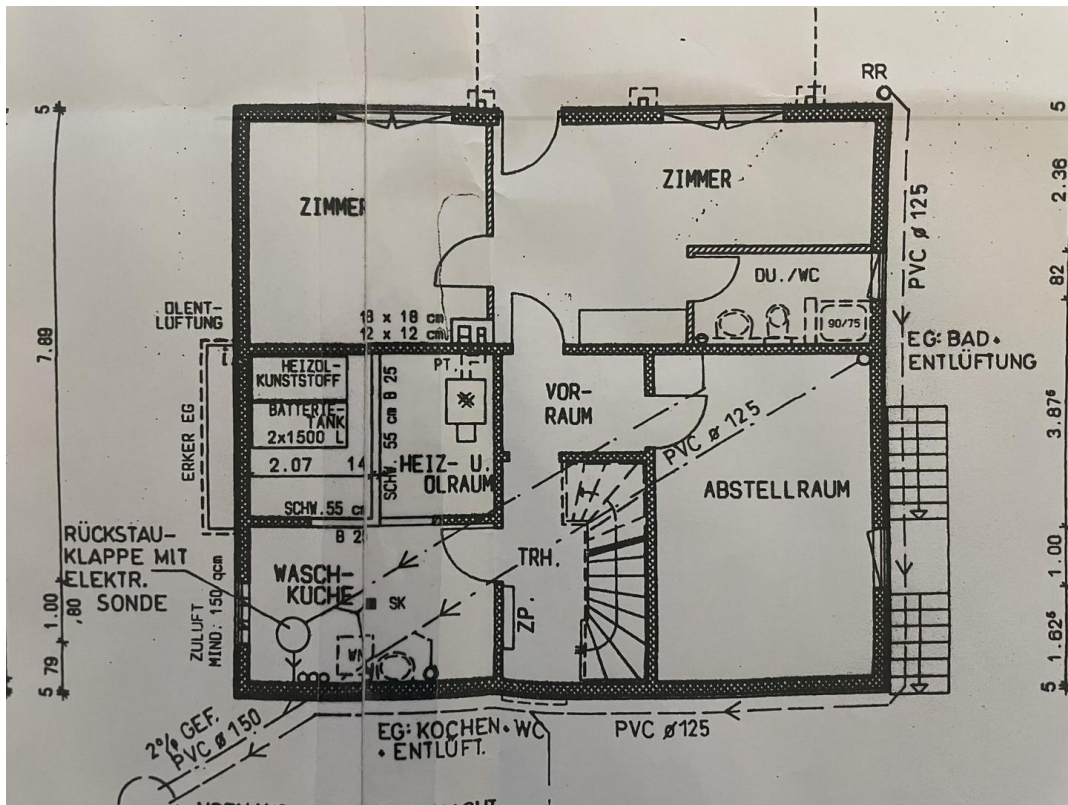 RR
5
5
ZIMMER
ZIMMER
2.36
PVC ø 125
DU./WC
82
ÖLENT-
LÜFTUNG
18 x 18 cm
12 x 12 cm
90/75
7.89
EG: BAD-
ENTLÜFTUNG
HEIZÖL-
KUNSTSTOFF
BATTERIE-
TANK
2x1500 L
PT.
SCHW. 55 cm B 25
VOR-
RAUM
3.87⁵
PVC ø 125
ERKER EG
2.07
14
HEIZ- U.
ÖLRAUM
ABSTELLRAUM
SCHW. 55 cm
B 25
RÜCKSTAU-
KLAPPE MIT
ELEKTR.
SONDE
TRH.
1.00
WASCH-
KÜCHE
SK
ZP.
1.00
,80
ZULUFT
MIND. 150 qcm
WM
1.62⁵
79
5
5
2% GEF.
PVC ø 150
EG: KOCHEN + WC
+ ENTLÜFT.
PVC ø 125